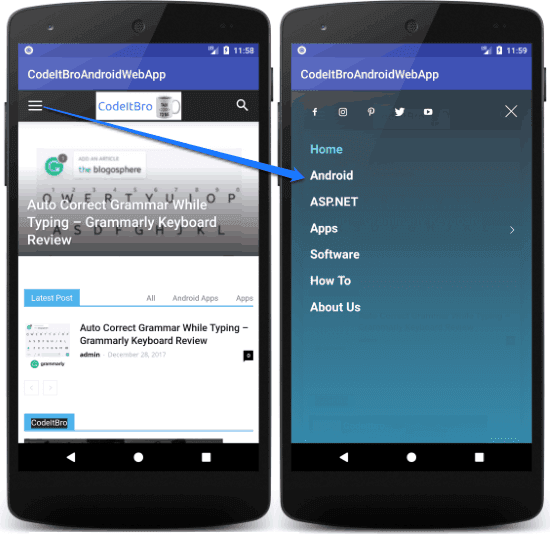 11:58
CodeItBroAndroidWebApp
CodeItBro
ADD AN ARTICLE
the blogosphere
Q W E R T Y U I O P
A S D F G H J K L
Auto Correct Grammar While
Typing – Grammarly Keyboard
Review
Latest Post
All
Android Apps
Apps
Auto Correct Grammar While Typing –
Grammarly Keyboard Review
admin - December 28, 2017
0
grammarly
CodeItBro
11:59
CodeItBroAndroidWebApp
Home
Android
ASP.NET
Apps
Software
How To
About Us